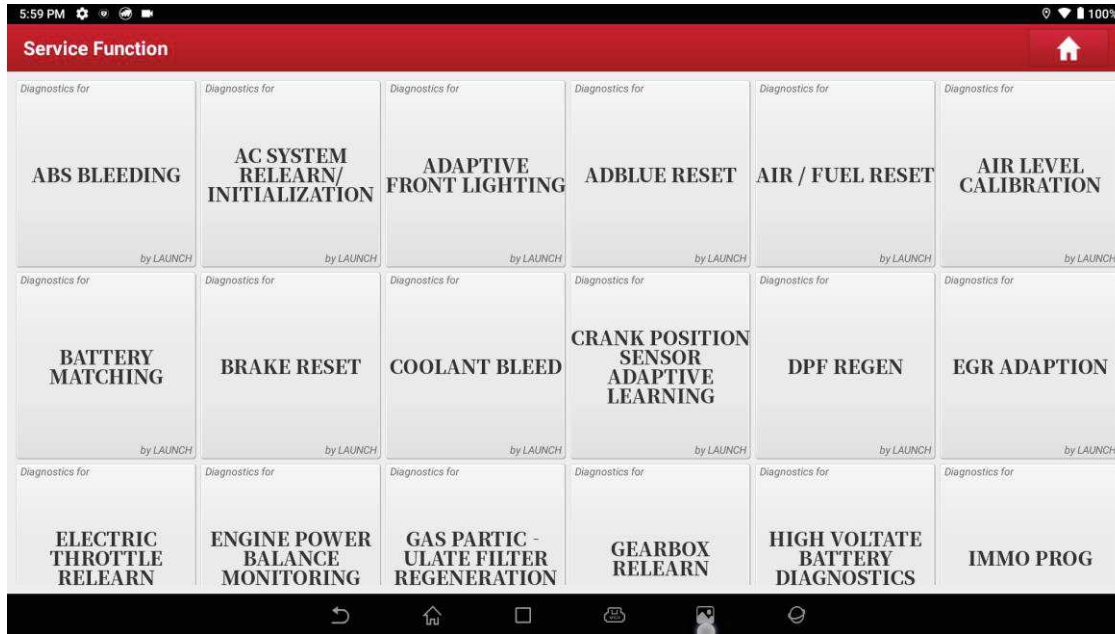 5:59 PM
100%
Service Function
Diagnostics for
ABS BLEEDING
by LAUNCH
Diagnostics for
AC SYSTEM
RELEARN/
INITIALIZATION
by LAUNCH
Diagnostics for
ADAPTIVE
FRONT LIGHTING
by LAUNCH
Diagnostics for
ADBLUE RESET
by LAUNCH
Diagnostics for
AIR / FUEL RESET
by LAUNCH
Diagnostics for
AIR LEVEL
CALIBRATION
by LAUNCH
Diagnostics for
BATTERY
MATCHING
by LAUNCH
Diagnostics for
BRAKE RESET
by LAUNCH
Diagnostics for
COOLANT BLEED
by LAUNCH
Diagnostics for
CRANK POSITION
SENSOR
ADAPTIVE
LEARNING
by LAUNCH
Diagnostics for
DPF REGEN
by LAUNCH
Diagnostics for
EGR ADAPTION
by LAUNCH
Diagnostics for
ELECTRIC
THROTTLE
RELEARN
Diagnostics for
ENGINE POWER
BALANCE
MONITORING
Diagnostics for
GAS PARTIC -
ULATE FILTER
REGENERATION
Diagnostics for
GEARBOX
RELEARN
Diagnostics for
HIGH VOLTATE
BATTERY
DIAGNOSTICS
Diagnostics for
IMMO PROG